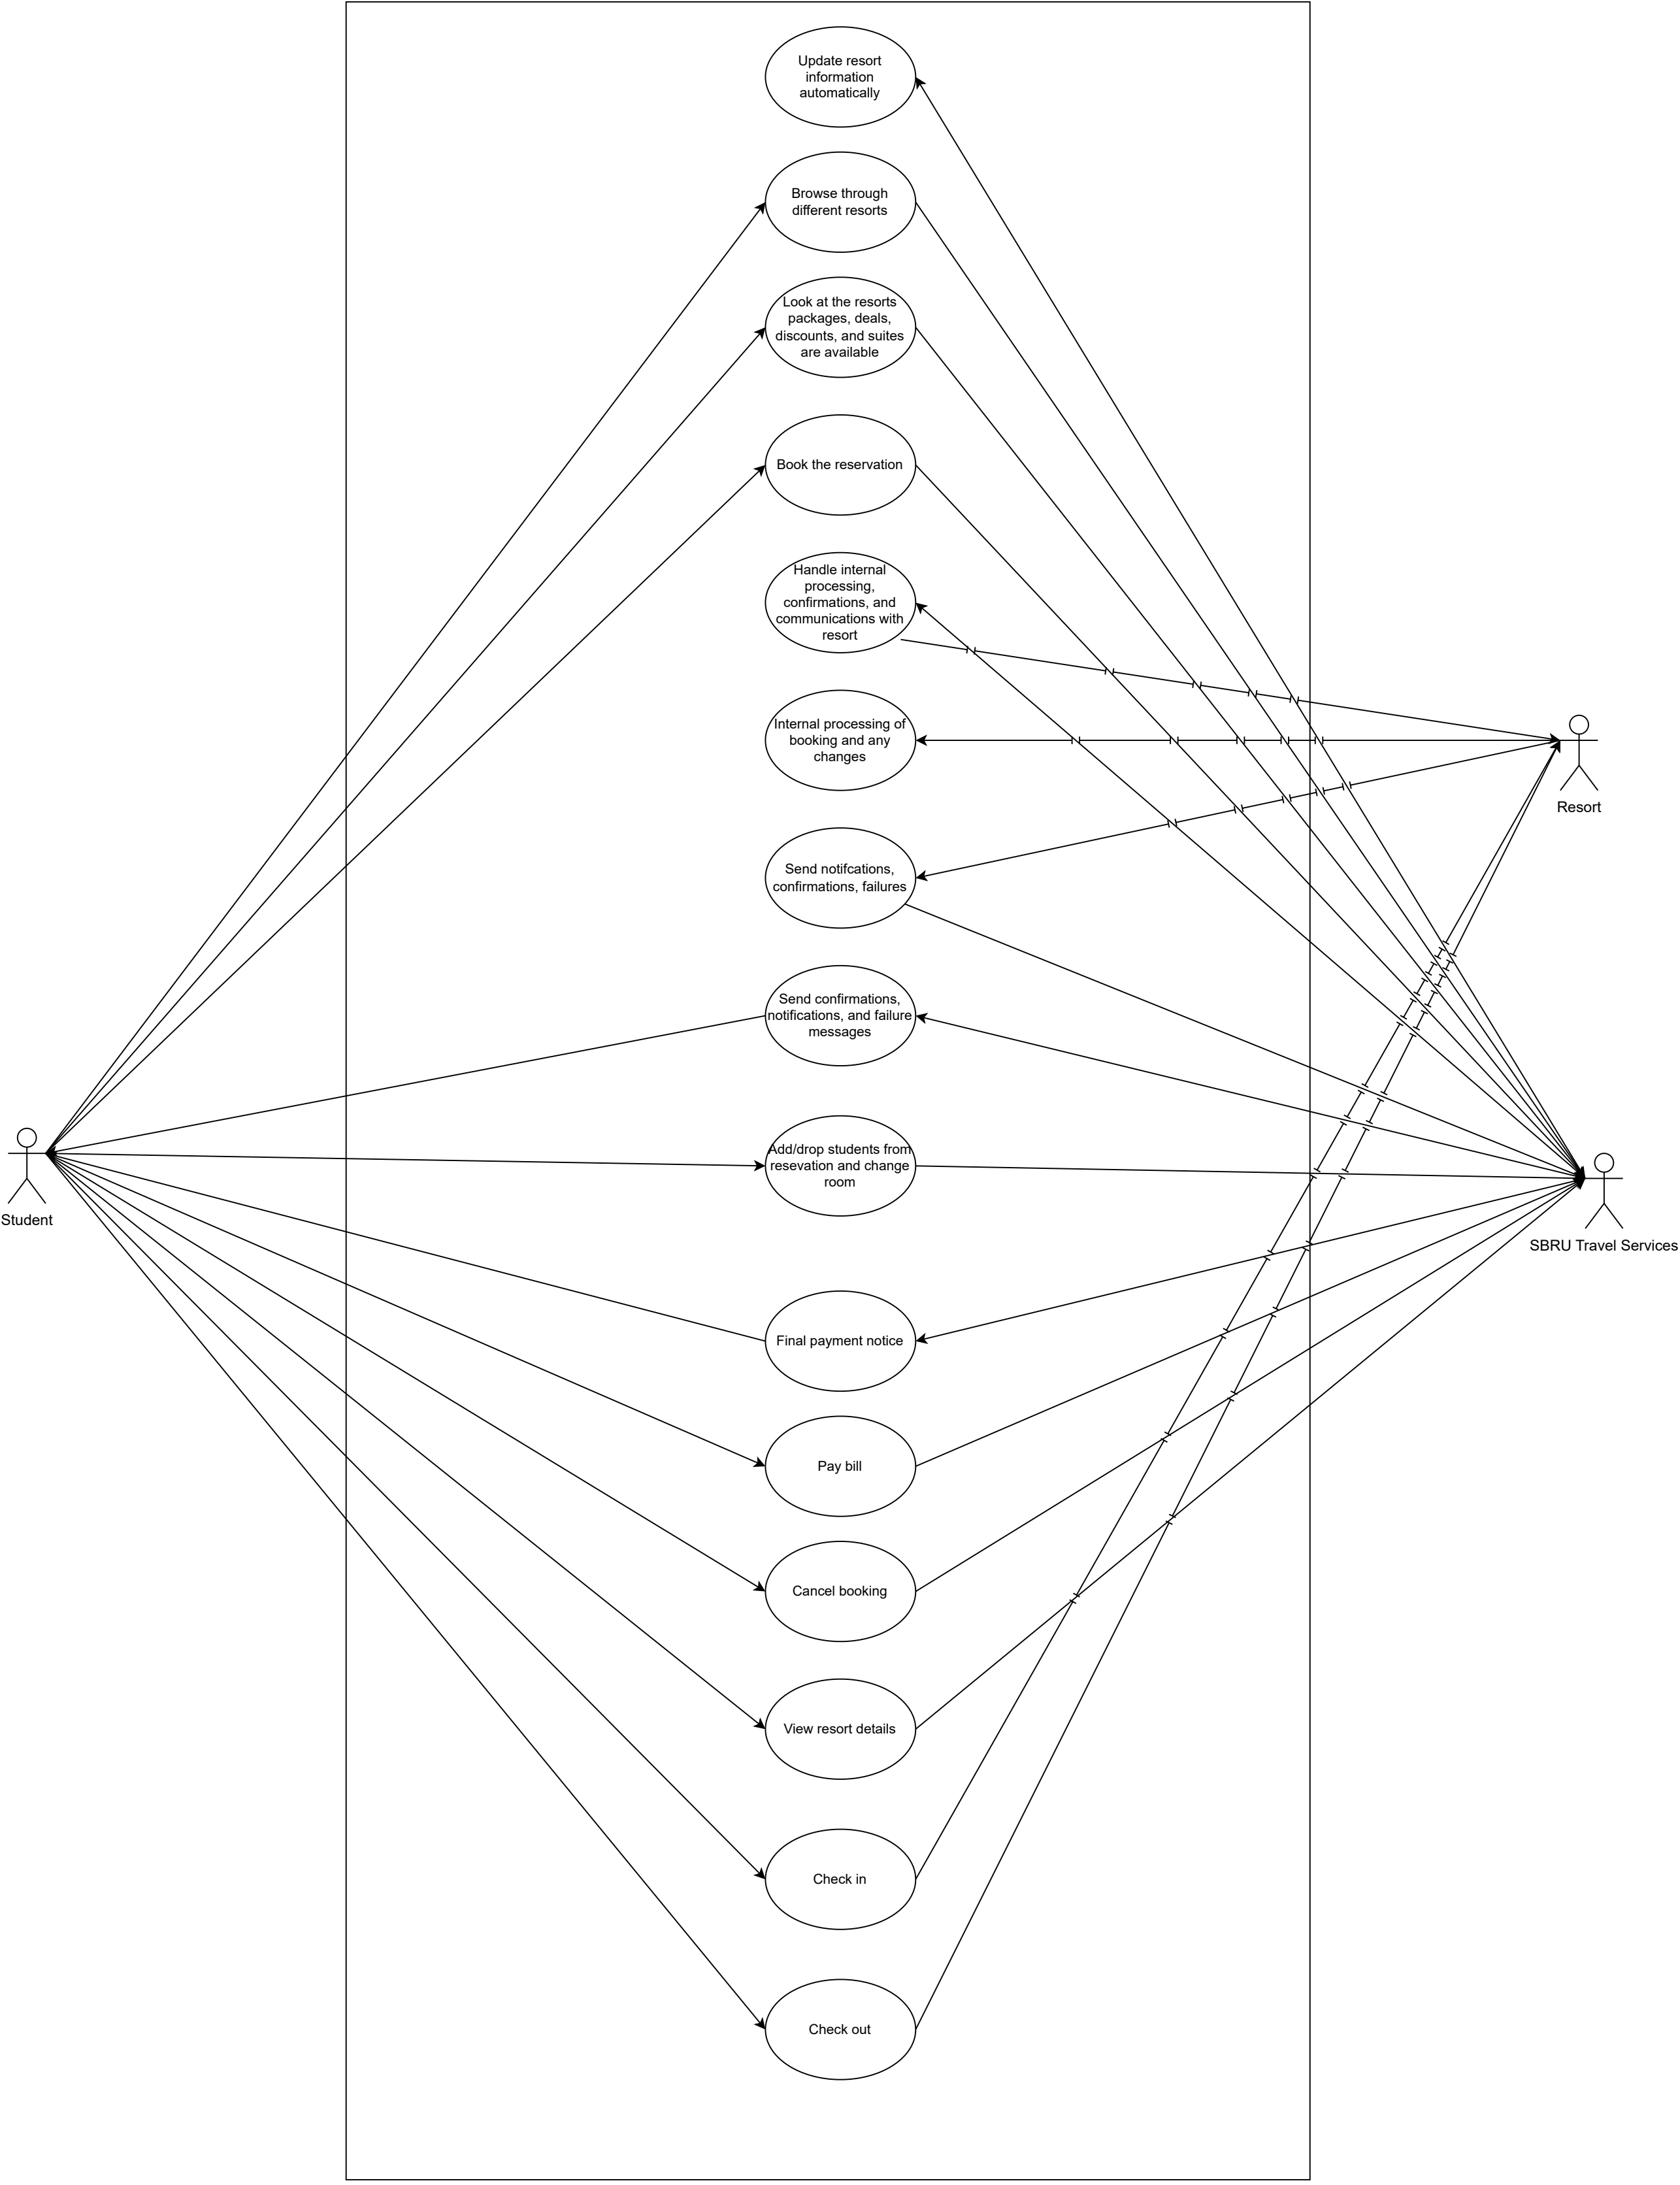 Update resort
information
automatically
Browse through
different resorts
Look at the resorts
packages, deals,
discounts, and suites
are available
Book the reservation
Handle internal
processing,
confirmations, and
communications with
resort
Internal processing of
booking and any
changes
Resort
Send notifcations,
confirmations, failures
Send confirmations,
notifications, and failure
messages
Add/drop students from
resevation and change
room
Student
SBRU Travel Services
Final payment notice
Pay bill
Cancel booking
View resort details
Check in
Check out